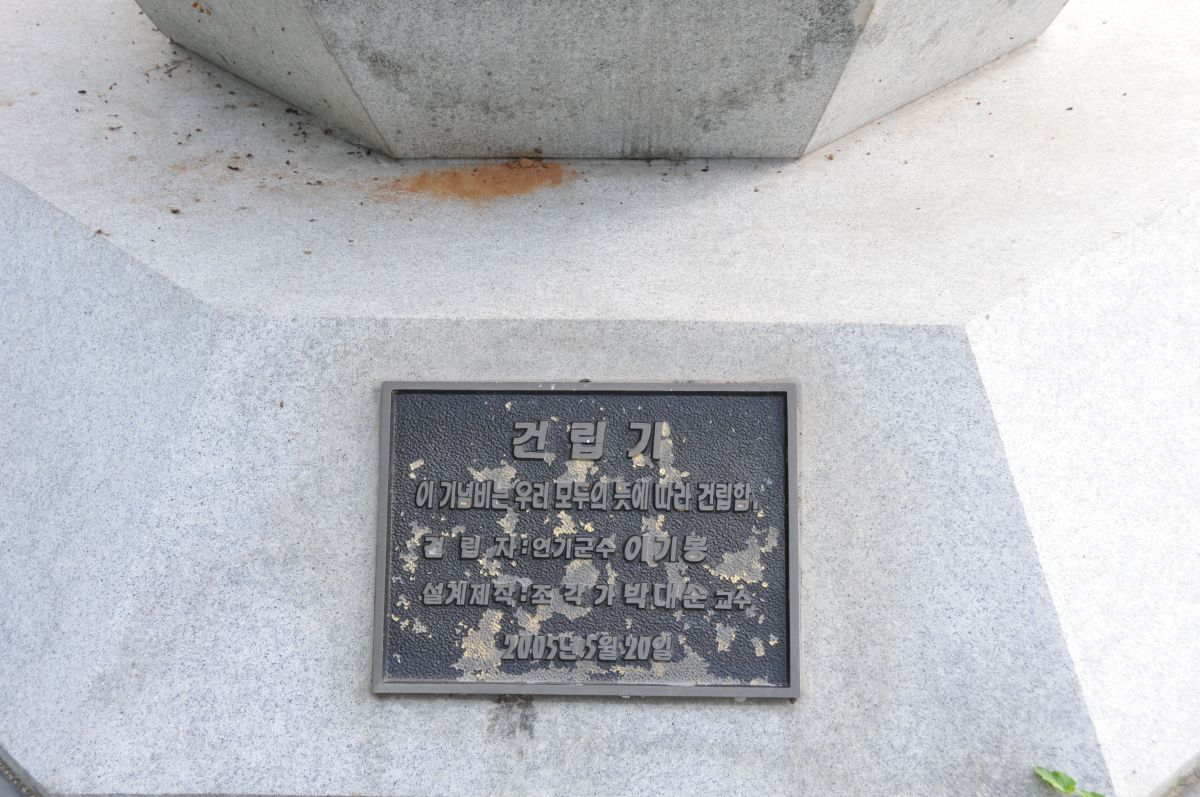 건립기
이 기념비는 우리 모두의 뜻에 따라 건립함.
건 립 자 : 연기군수 이기봉
설계제작 : 조 각 가 박대순 교수
2005년 5월 20일